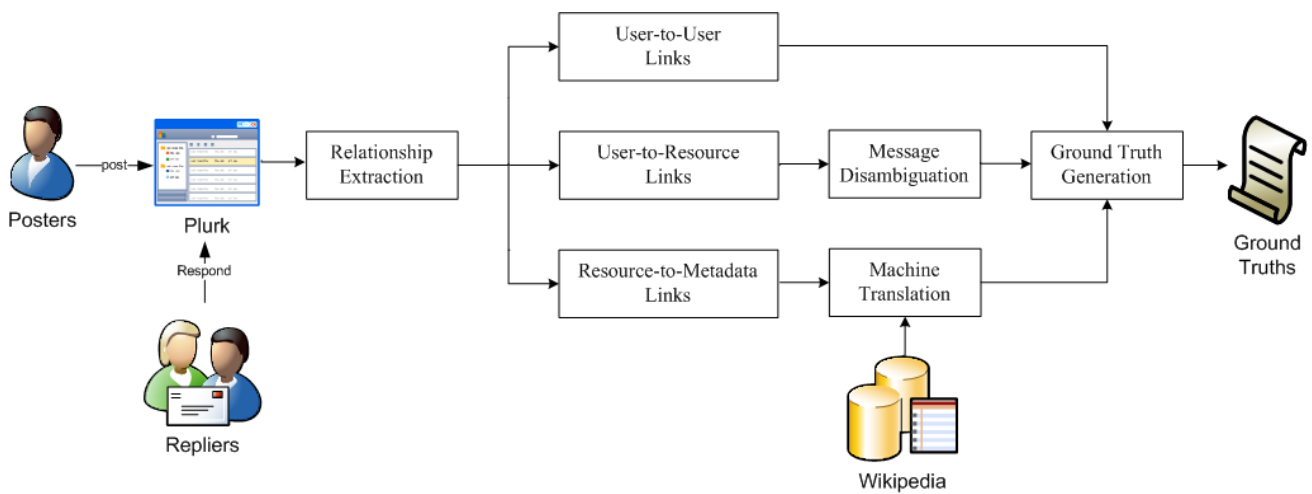 User-to-User
Links
Posters
post
Plurk
Respond
Repliers
Relationship
Extraction
User-to-Resource
Links
Message
Disambiguation
Ground Truth
Generation
Ground
Truths
Resource-to-Metadata
Links
Machine
Translation
Wikipedia